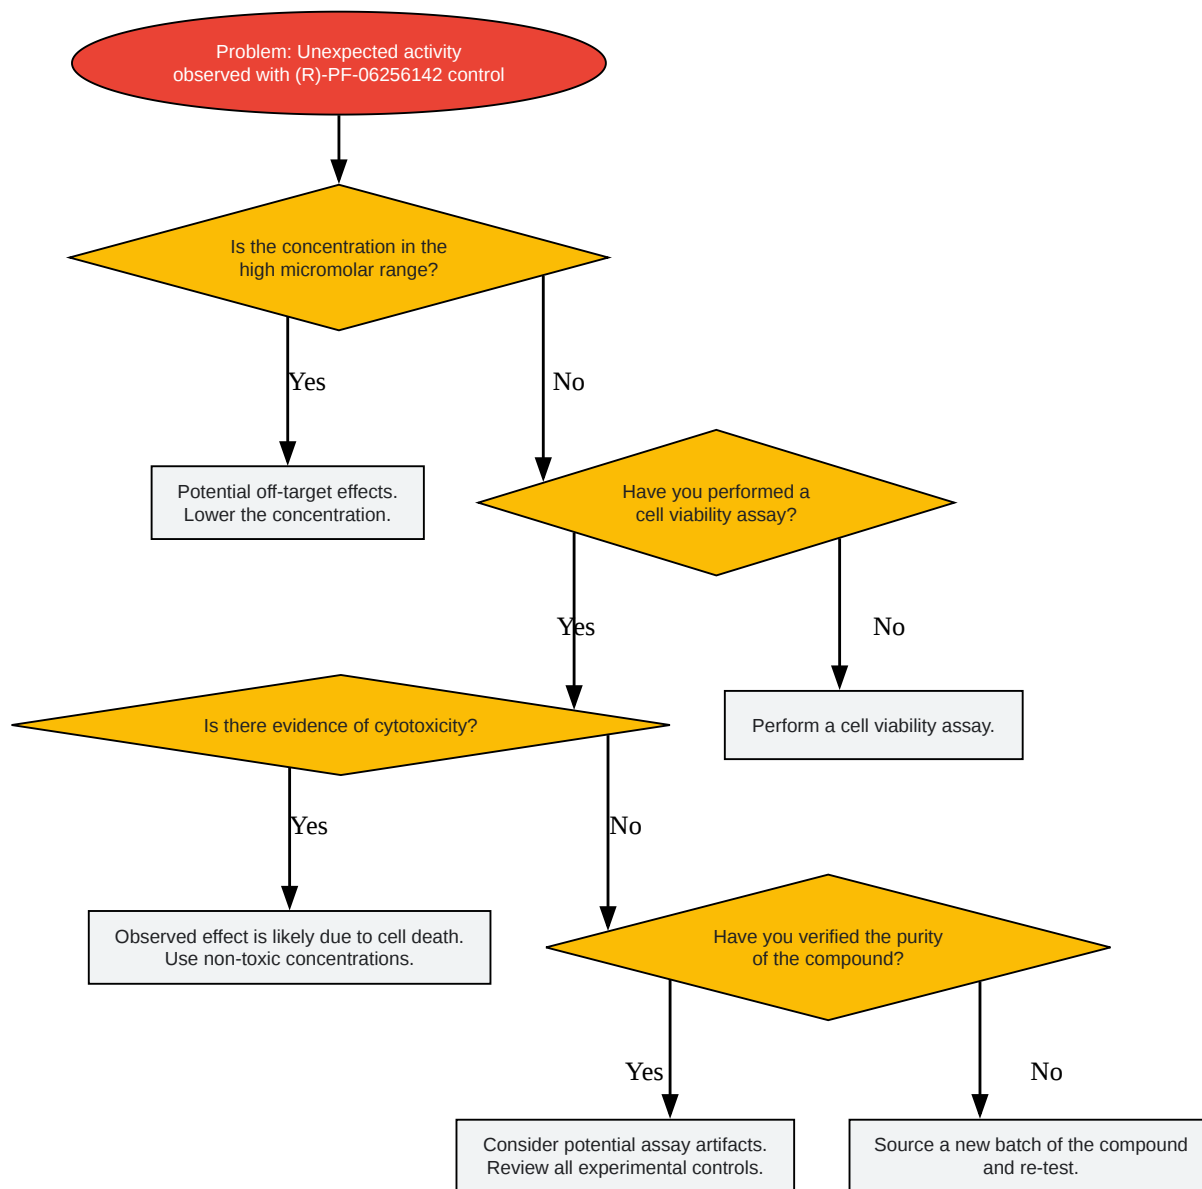 Problem: Unexpected activity
observed with (R)-PF-06256142 control
Is the concentration in the
high micromolar range?
Yes
No
Potential off-target effects.
Lower the concentration.
Have you performed a
cell viability assay?
Yes
No
Is there evidence of cytotoxicity?
Perform a cell viability assay.
Yes
No
Observed effect is likely due to cell death.
Use non-toxic concentrations.
Have you verified the purity
of the compound?
Yes
No
Consider potential assay artifacts.
Review all experimental controls.
Source a new batch of the compound
and re-test.